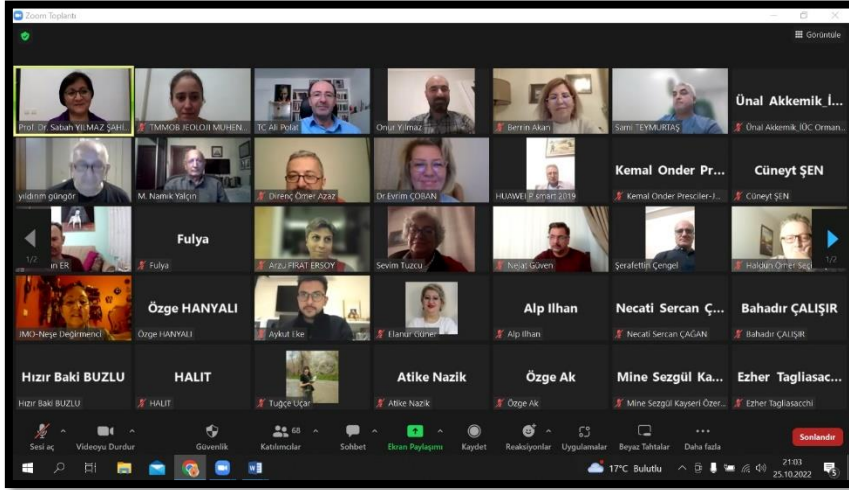 Zoom Toplantı
Görüntüle
Prof. Dr. Sabah YILMAZ ŞAHİ...
TMMOB JEOLOJİ MÜHEN...
TC Ali Polat
Onur Yılmaz
Berrin Akan
Sami TEYMURTAŞ
Ünal Akkemik_İ...
Ünal Akkemik_İÜC Orman...
yıldırım güngör
M. Namık Yalçın
Direnç Ömer Azaz
Dr.Evrim ÇOBAN
HUAWEI P smart 2019
Kemal Onder Pr...
Kemal Onder Presciler-J...
Cüneyt ŞEN
Cüneyt ŞEN
1/2
an ER
Fulya
Fulya
Arzu FIRAT ERSOY
Sevim Tuzcu
Nejat Güven
Şerafettin Çengel
Haldun Ömer Seçi
1/2
JMO-Neşe Değirmenci
Özge HANYALI
Özge HANYALI
Aykut Eke
Elanur Güner
Alp Ilhan
Alp Ilhan
Necati Sercan Ç...
Necati Sercan ÇAĞAN
Bahadır ÇALIŞIR
Bahadır ÇALIŞIR
Hızır Baki BUZLU
Hızır Baki BUZLU
HALIT
HALIT
Tuğçe Uçar
Atike Nazik
Atike Nazik
Özge Ak
Özge Ak
Mine Sezgül Ka...
Mine Sezgül Kayseri Özer...
Ezher Tagliasac...
Ezher Tagliasacchi
Sesi aç
Videoyu Durdur
Güvenlik
68
Katılımcılar
Sohbet
Ekran Paylaşımı
Kaydet
Reaksiyonlar
Uygulamalar
Beyaz Tahtalar
Daha fazla
Sonlandır
17°C Bulutlu
21:03
25.10.2022